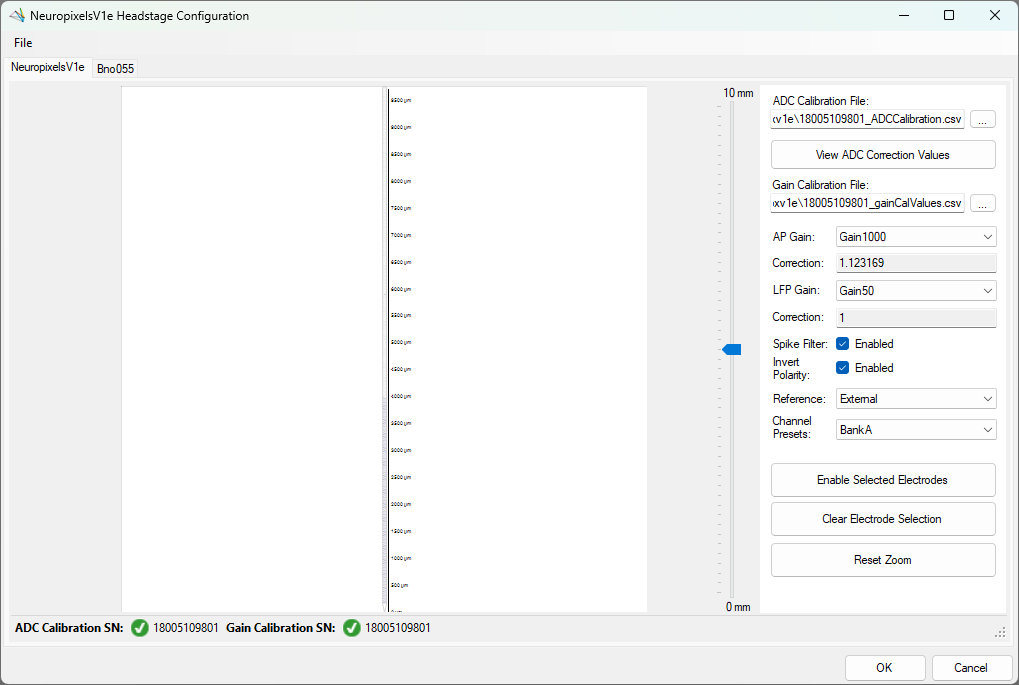 NeuropixelsV1e Headstage Configuration
File
NeuropixelsV1e
Bno055
10 mm
0 mm
8500 μm
8000 μm
7500 μm
7000 μm
6500 μm
6000 μm
5500 μm
5000 μm
4500 μm
4000 μm
3500 μm
3000 μm
2500 μm
2000 μm
1500 μm
1000 μm
500 μm
ADC Calibration File:
xv1e\18005109801_ADCCalibration.csv ...
View ADC Correction Values
Gain Calibration File:
xv1e\18005109801_gainCalValues.csv ...
AP Gain: Gain1000
Correction: 1.123169
LFP Gain: Gain50
Correction: 1
Spike Filter: Enabled
Invert
Polarity: Enabled
Reference: External
Channel
Presets: BankA
Enable Selected Electrodes
Clear Electrode Selection
Reset Zoom
ADC Calibration SN: 18005109801 Gain Calibration SN: 18005109801
OK Cancel